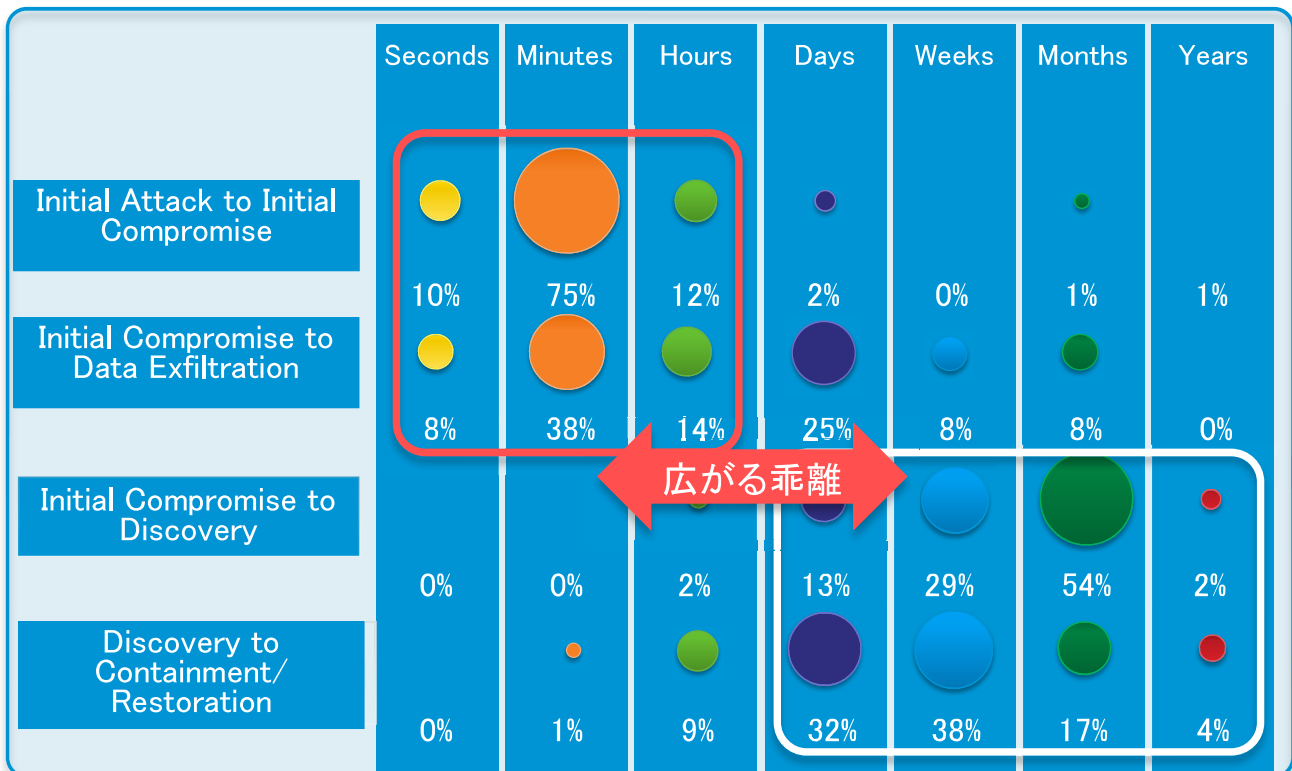 Seconds Minutes Hours Days Weeks Months Years
Initial Attack to Initial
Compromise
10% 75% 12% 2% 0% 1% 1%
Initial Compromise to
Data Exfiltration
8% 38% 14% 25% 8% 8% 0%
広がる乖離
Initial Compromise to
Discovery
0% 0% 2% 13% 29% 54% 2%
Discovery to
Containment/
Restoration
0% 1% 9% 32% 38% 17% 4%